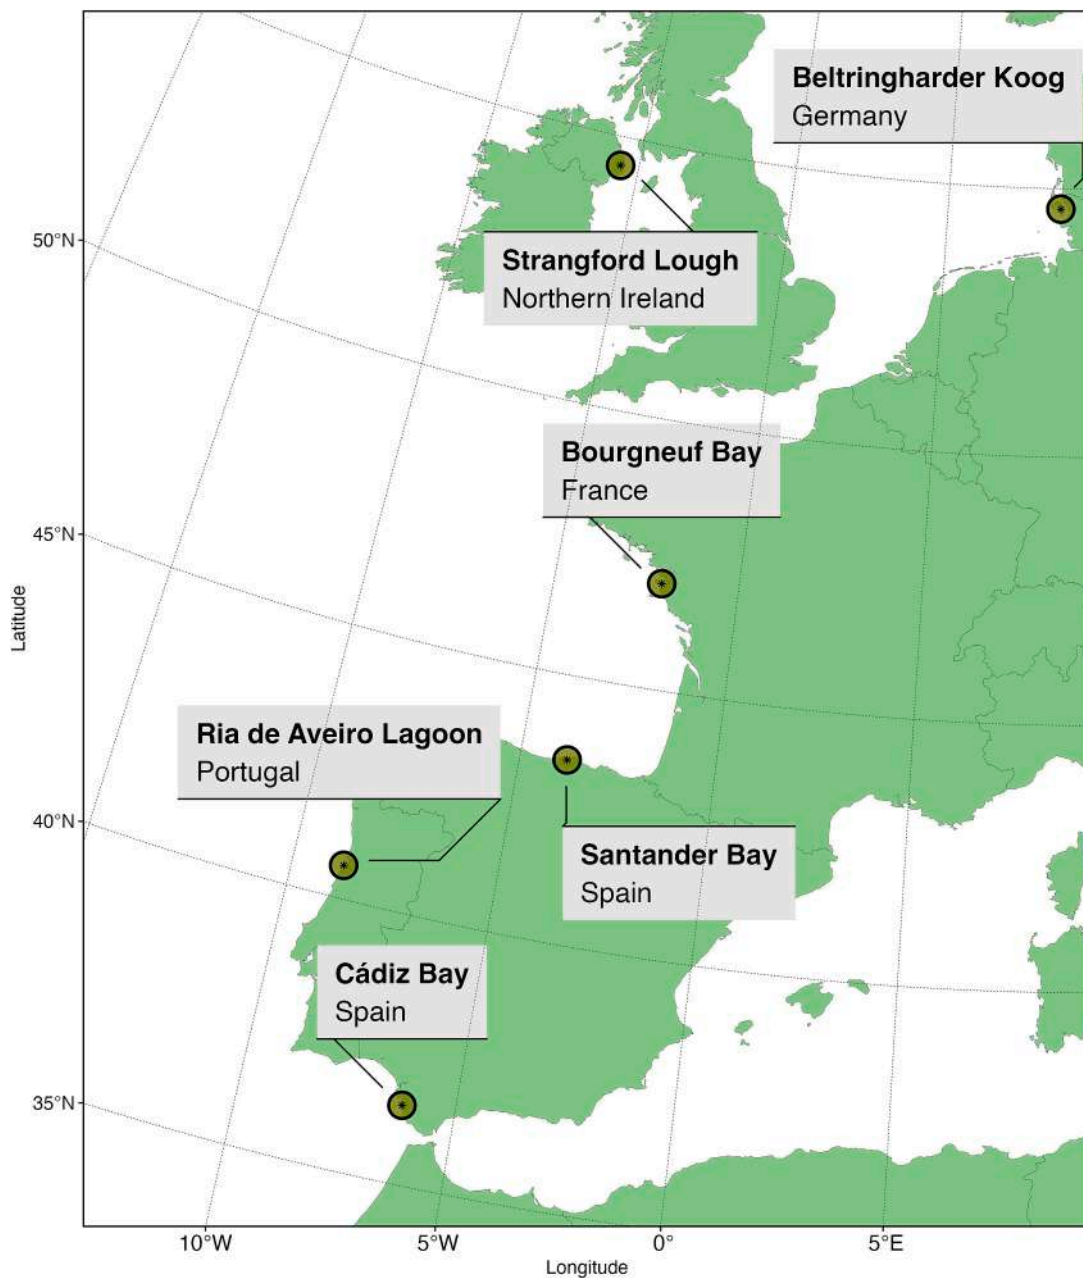 Beltringharder Koog
Germany
50°N
Strangford Lough
Northern Ireland
Bourgneuf Bay
France
45°N
Latitude
Ria de Aveiro Lagoon
Portugal
40°N
Santander Bay
Spain
Cádiz Bay
Spain
35°N
10°W
5°W
0°
5°E
Longitude